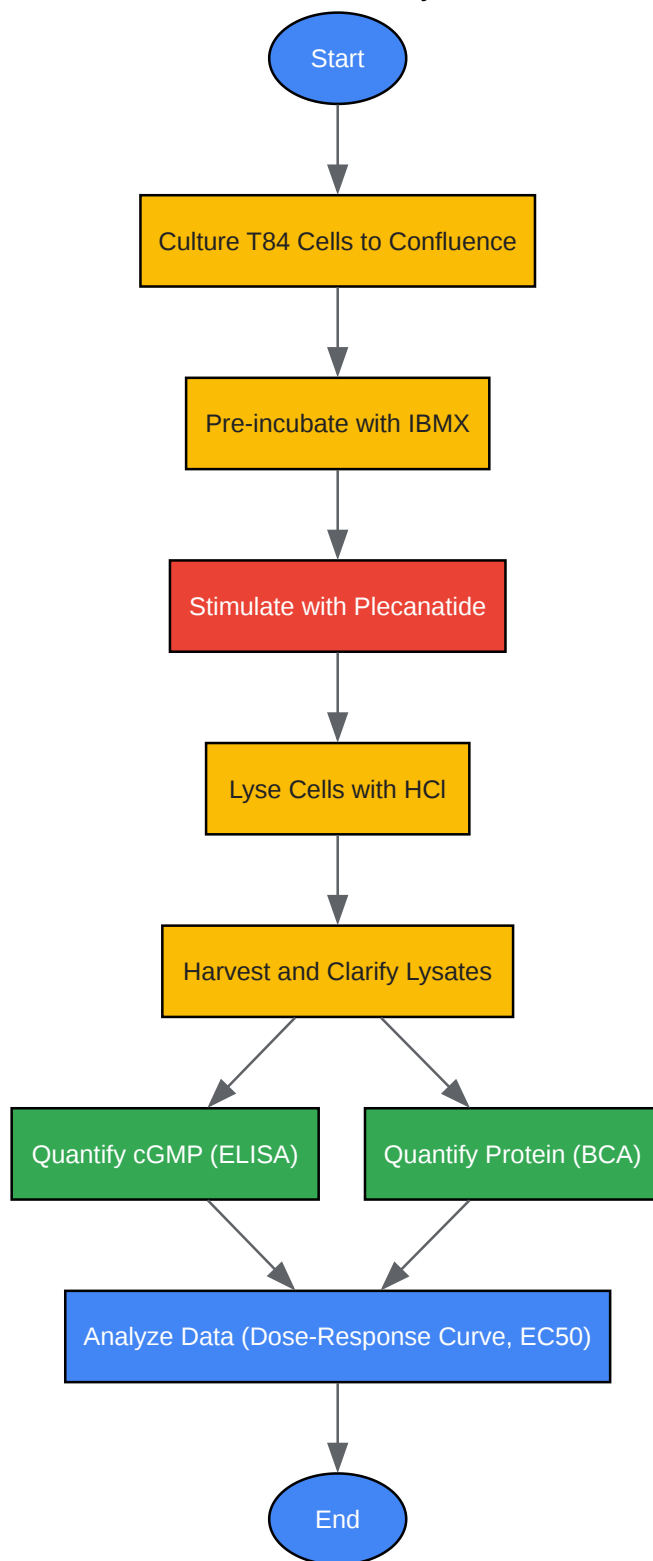 Start
Culture T84 Cells to Confluence
Pre-incubate with IBMX
Stimulate with Plecanatide
Lyse Cells with HCl
Harvest and Clarify Lysates
Quantify cGMP (ELISA)
Quantify Protein (BCA)
Analyze Data (Dose-Response Curve, EC50)
End